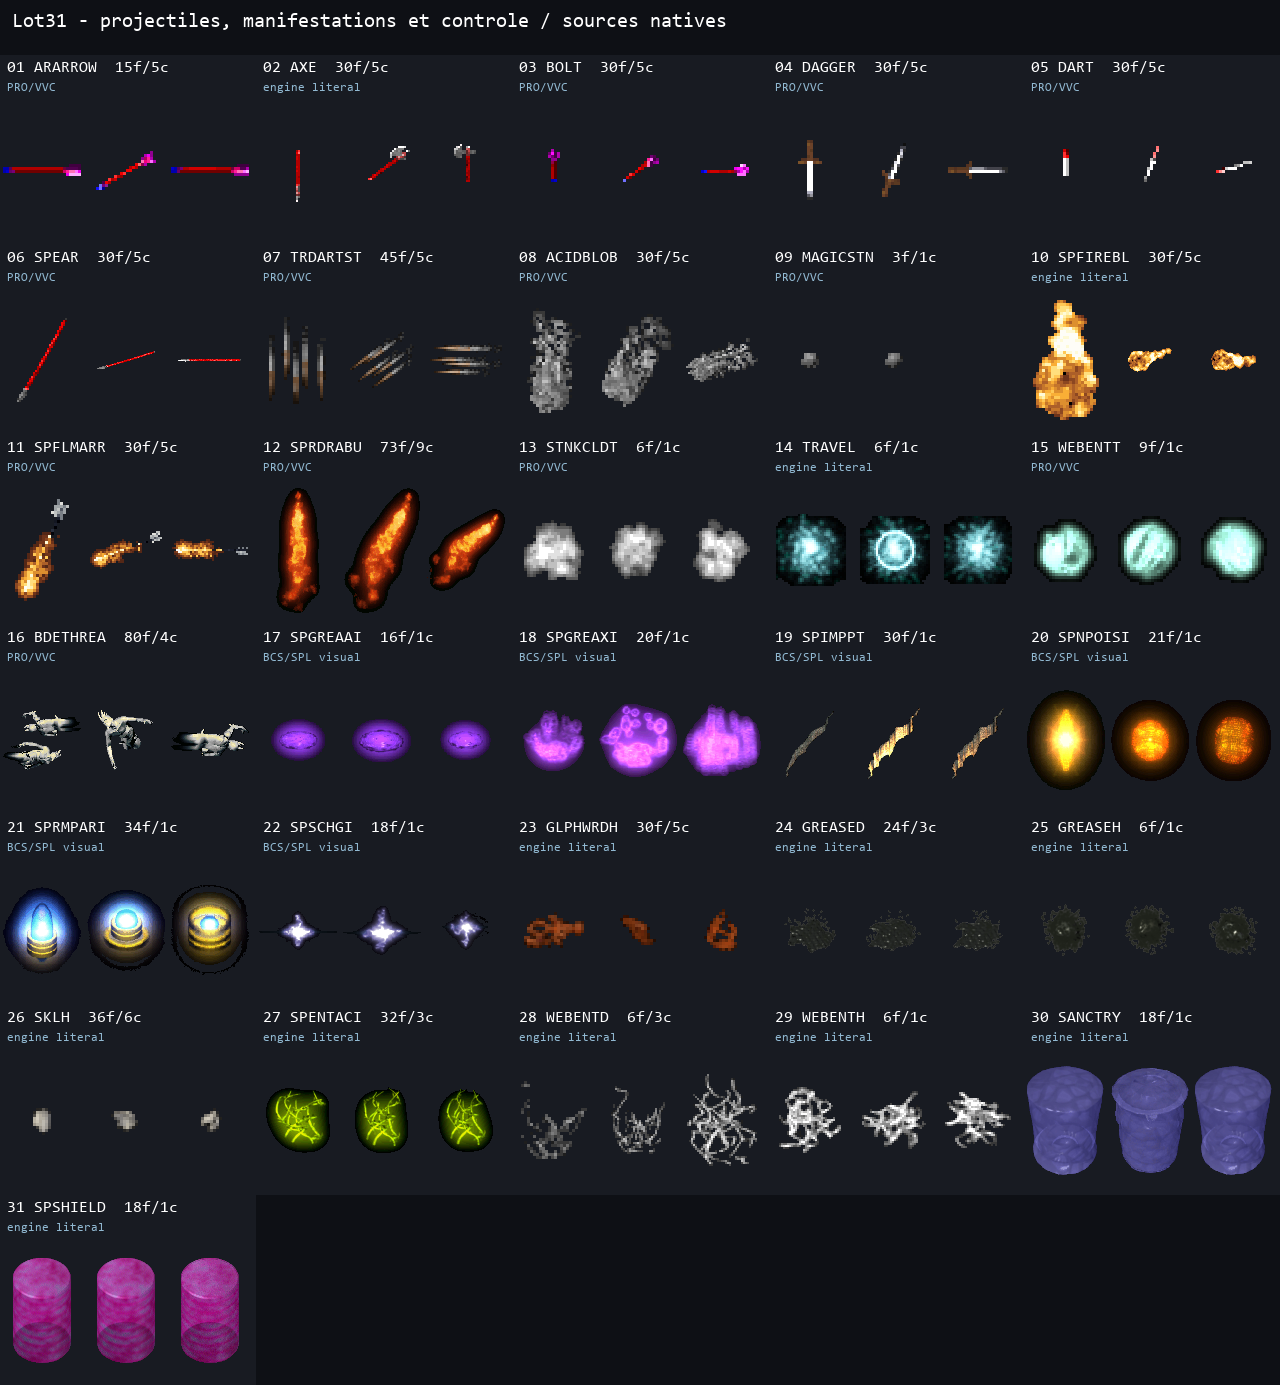 Lot31 - projectiles, manifestations et controle / sources natives
01 ARARROW 15f/5c
PRO/VVC
02 AXE 30f/5c
engine literal
03 BOLT 30f/5c
PRO/VVC
04 DAGGER 30f/5c
PRO/VVC
05 DART 30f/5c
PRO/VVC
06 SPEAR 30f/5c
PRO/VVC
07 TRDARTST 45f/5c
PRO/VVC
08 ACIDBLOB 30f/5c
PRO/VVC
09 MAGICSTN 3f/1c
PRO/VVC
10 SPFIREBL 30f/5c
engine literal
11 SPFLMARR 30f/5c
PRO/VVC
12 SPRDRABU 73f/9c
PRO/VVC
13 STNKCLDT 6f/1c
PRO/VVC
14 TRAVEL 6f/1c
engine literal
15 WEBENTT 9f/1c
PRO/VVC
16 BDETHREA 80f/4c
PRO/VVC
17 SPGREAAI 16f/1c
BCS/SPL visual
18 SPGREAXI 20f/1c
BCS/SPL visual
19 SPIMPPT 30f/1c
BCS/SPL visual
20 SPNPOISI 21f/1c
BCS/SPL visual
21 SPRMPARI 34f/1c
BCS/SPL visual
22 SPSCHGI 18f/1c
BCS/SPL visual
23 GLPHWRDH 30f/5c
engine literal
24 GREASED 24f/3c
engine literal
25 GREASEH 6f/1c
engine literal
26 SKLH 36f/6c
engine literal
27 SPENTACI 32f/3c
engine literal
28 WEBENTD 6f/3c
engine literal
29 WEBENTH 6f/1c
engine literal
30 SANCTRY 18f/1c
engine literal
31 SPSHIELD 18f/1c
engine literal